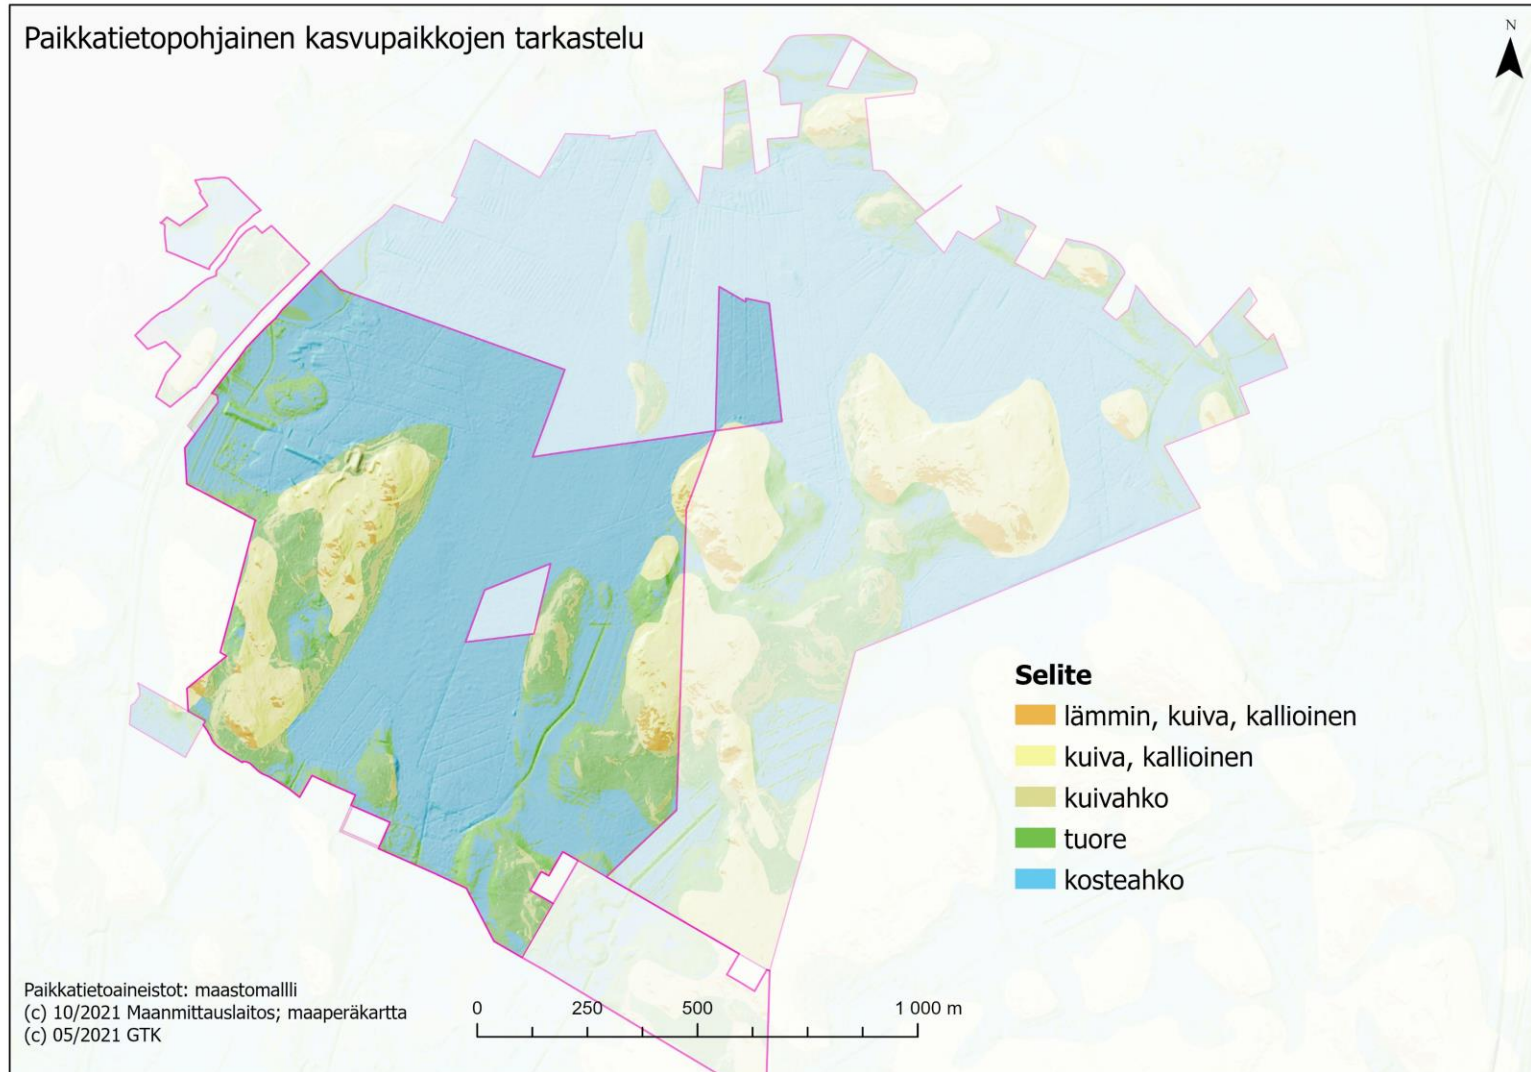 Paikkatietopohjainen kasvupaikkojen tarkastelu
N
Selite
lämmin, kuiva, kallioinen
kuiva, kallioinen
kuivahko
tuore
kosteahko
Paikkatietoaineistot: maastomallli
(c) 10/2021 Maanmittauslaitos; maaperäkartta
(c) 05/2021 GTK
0 250 500 1 000 m